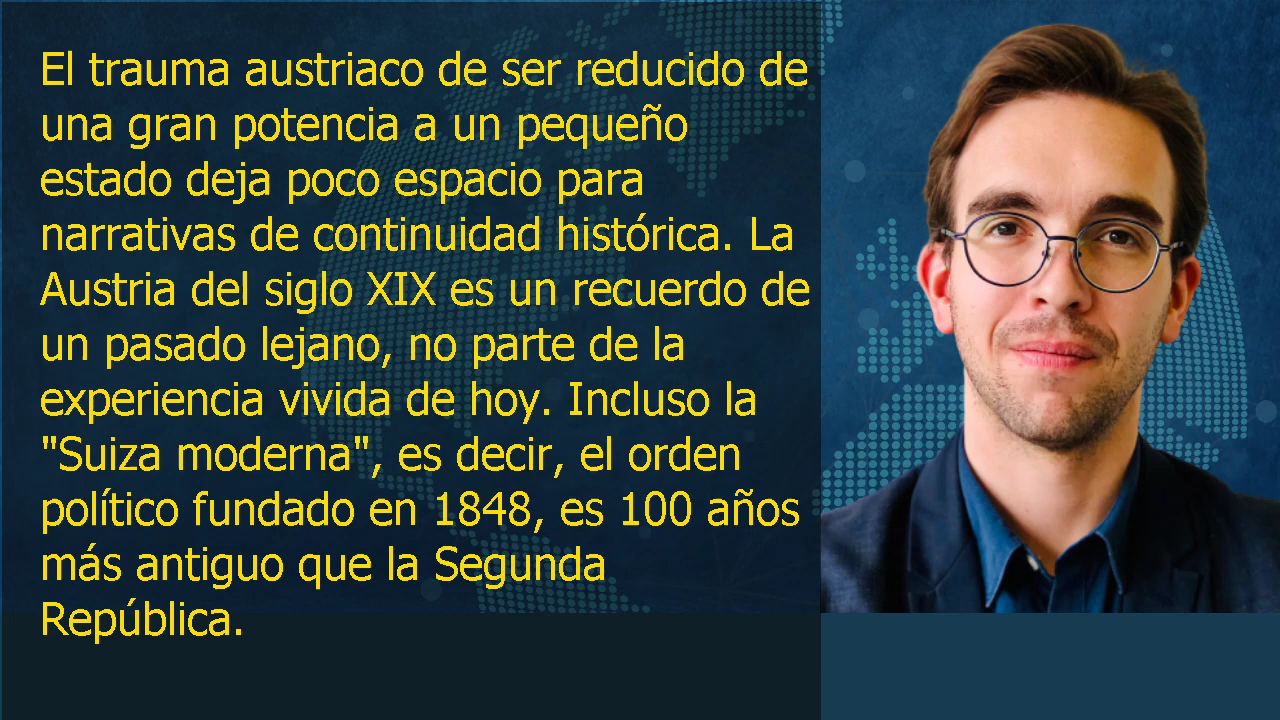 El trauma austriaco de ser reducido de
una gran potencia a un pequeño
estado deja poco espacio para
narrativas de continuidad histórica. La
Austria del siglo XIX es un recuerdo de
un pasado lejano, no parte de la
experiencia vivida de hoy. Incluso la
"Suiza moderna", es decir, el orden
político fundado en 1848, es 100 años
más antiguo que la Segunda
República.